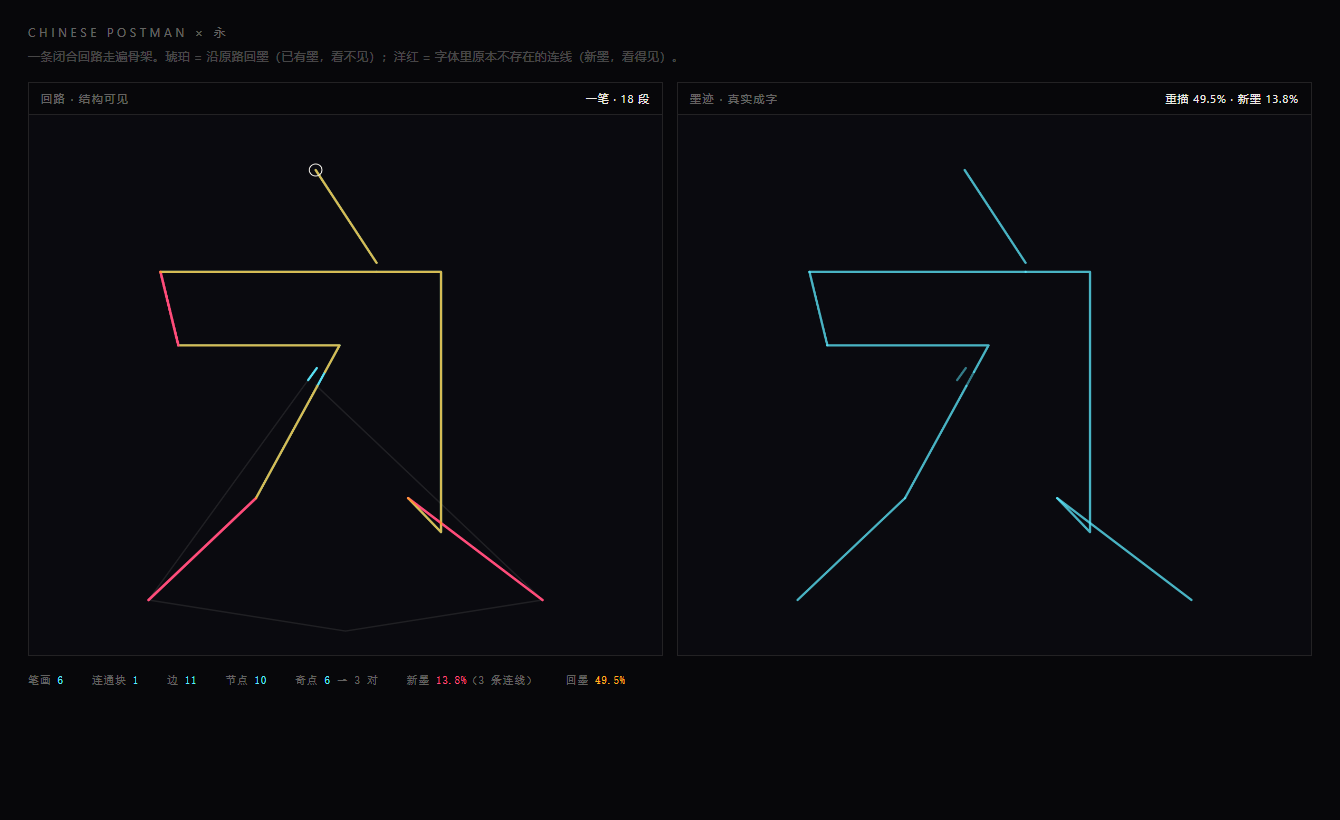 CHINESE POSTMAN × 永
一条闭合回路走遍骨架。琥珀 = 沿原路回墨（已有墨，看不见）；洋红 = 字体里原本不存在的连线（新墨，看得见）。
回路 · 结构可见
一笔 · 18 段
墨迹 · 真实成字
重描 49.5% · 新墨 13.8%
笔画 6 连通块 1 边 11 节点 10 奇点 6 — 3 对 新墨 13.8%（3 条连线） 回墨 49.5%